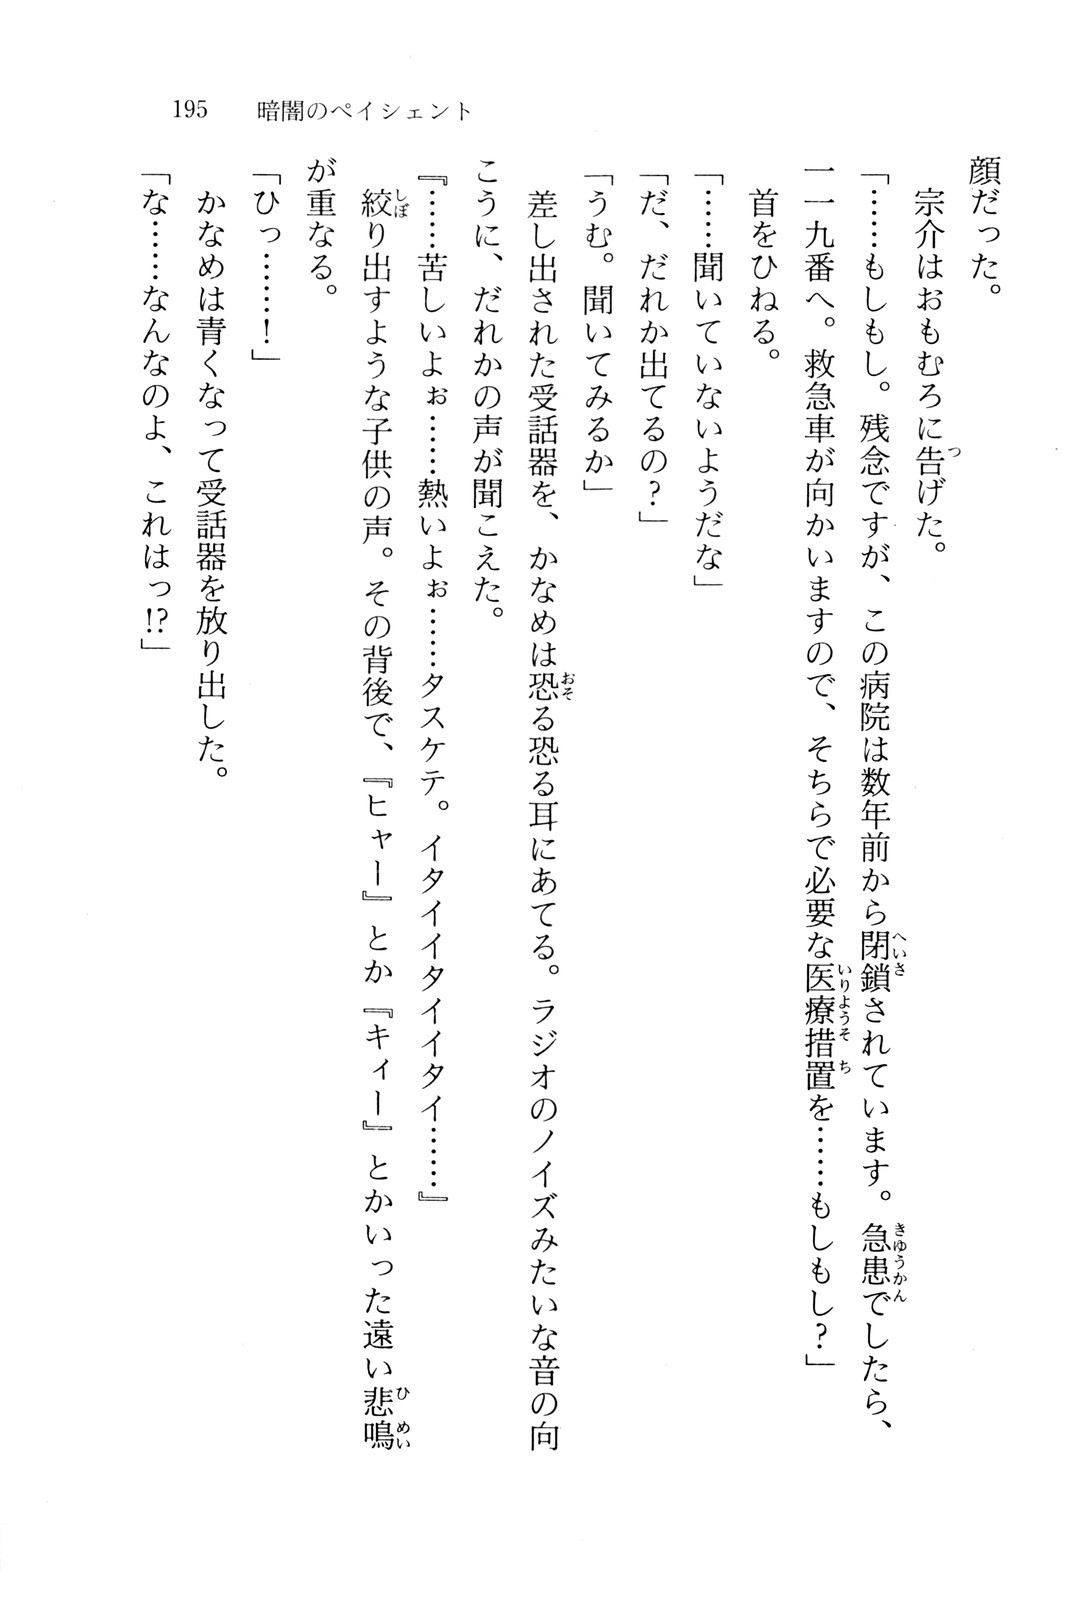 195 暗闇のペイシェント
顔だった。
宗介はおもむろに告げた。
「……もしもし。残念ですが、この病院は数年前から閉鎖されています。急患でしたら、
一一九番へ。救急車が向かいますので、そちらで必要な医療措置を……もしもし?」
首をひねる。
「……聞いていないようだな」
「だ、だれか出てるの?」
「うむ。聞いてみるか」
差し出された受話器を、かなめは恐る恐る耳にあてる。ラジオのノイズみたいな音の向
こうに、だれかの声が聞こえた。
『……苦しいよぉ……熱いよぉ……タスケテ。イタイイタイイタイ……』
絞り出すような子供の声。その背後で、『ヒャー』とか『キィー』とかいった遠い悲鳴
が重なる。
「ひっ……!」
かなめは青くなって受話器を放り出した。
「な……なんなのよ、これはっ!?」